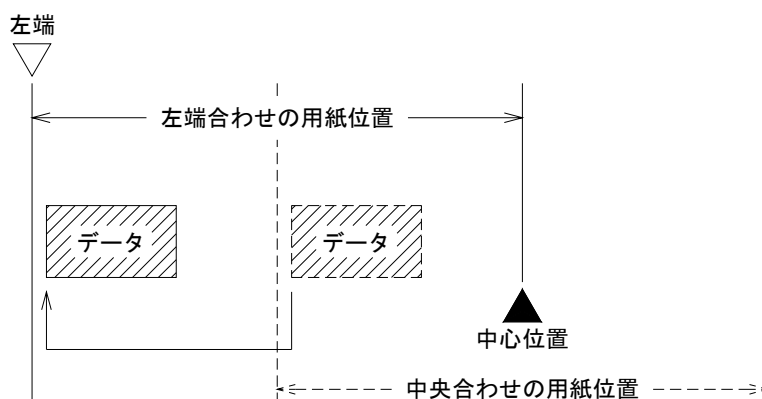 左端
左端合わせの用紙位置
データ
データ
中心位置
中央合わせの用紙位置